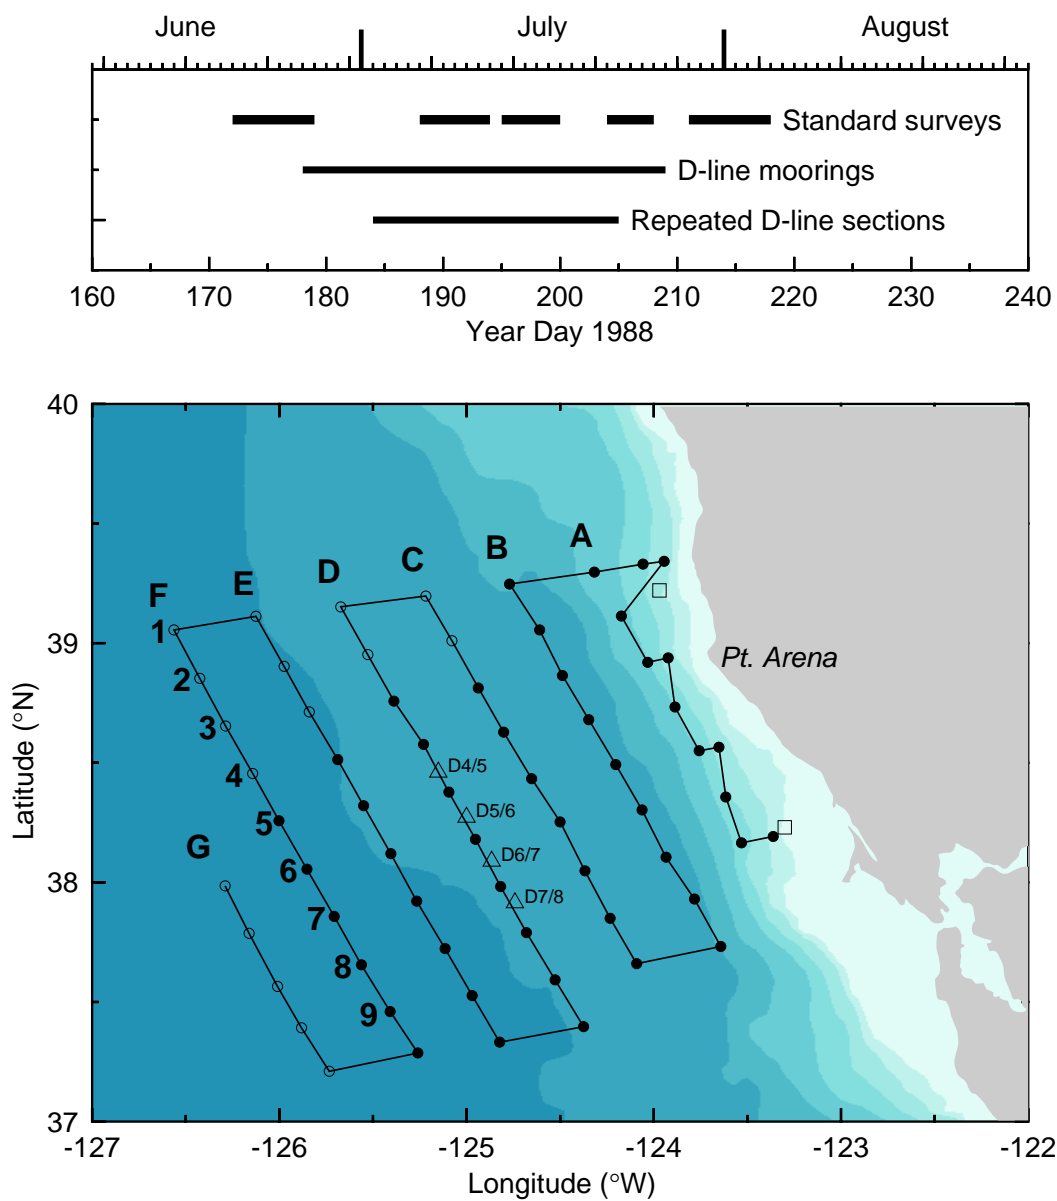 June July August
Standard surveys
D-line moorings
Repeated D-line sections
160 170 180 190 200 210 220 230 240
Year Day 1988
40
A
B
C
D
E
F
1
39
Pt. Arena
2
3
4
D4/5
D5/6
5
G
6
D6/7
38
D7/8
7
8
9
37
Latitude (°N)
-127 -126 -125 -124 -123 -122
Longitude (°W)